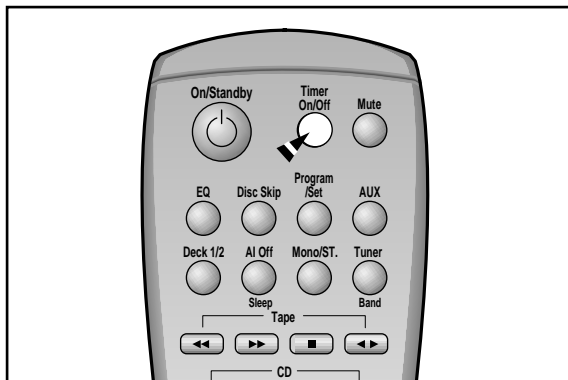 On/Standby
Timer
On/Off
Mute
EQ
Disc Skip
Program
/Set
AUX
Deck 1/2
AI Off
Mono/ST.
Tuner
Sleep
Band
Tape
CD